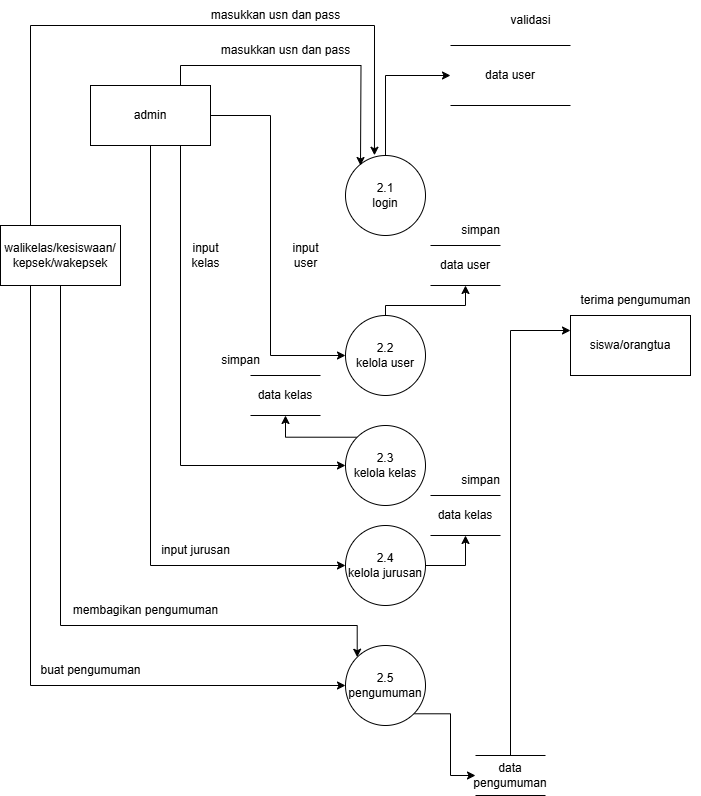 masukkan usn dan pass
validasi
masukkan usn dan pass
data user
admin
2.1
login
walikelas/kesiswaan/
kepsek/wakepsek
input
kelas
input
user
simpan
data user
terima pengumuman
siswa/orangtua
2.2
kelola user
simpan
data kelas
2.3
kelola kelas
simpan
data kelas
input jurusan
2.4
kelola jurusan
membagikan pengumuman
buat pengumuman
2.5
pengumuman
data
pengumuman